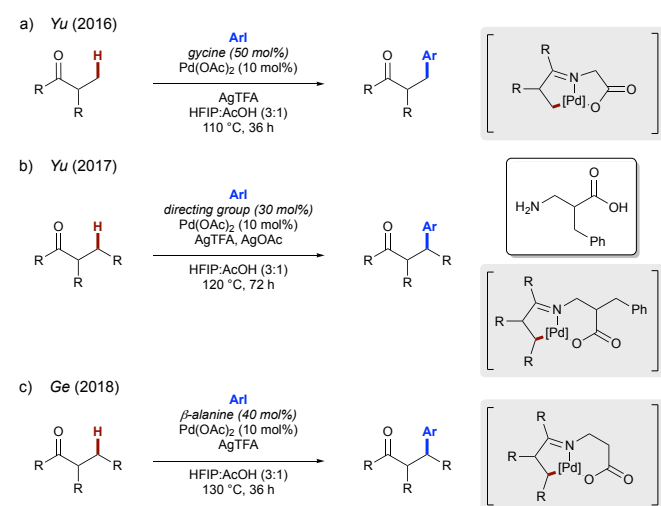 a) Yu (2016)
ArI
glycine (50 mol%)
Pd(OAc)2 (10 mol%)
AgTFA
HFIP:AcOH (3:1)
110 °C, 36 h
O
H
R
R
O
Ar
R
R
R
R
N
[Pd]
O
O
b) Yu (2017)
ArI
directing group (30 mol%)
Pd(OAc)2 (10 mol%)
AgTFA, AgOAc
HFIP:AcOH (3:1)
120 °C, 72 h
O
H
R
R
R
O
Ar
R
R
R
O
H2N
OH
Ph
R
R
N
Ph
[Pd]
O
O
R
c) Ge (2018)
ArI
β-alanine (40 mol%)
Pd(OAc)2 (10 mol%)
AgTFA
HFIP:AcOH (3:1)
130 °C, 36 h
O
H
R
R
R
O
Ar
R
R
R
R
R
N
[Pd]
O
O
R